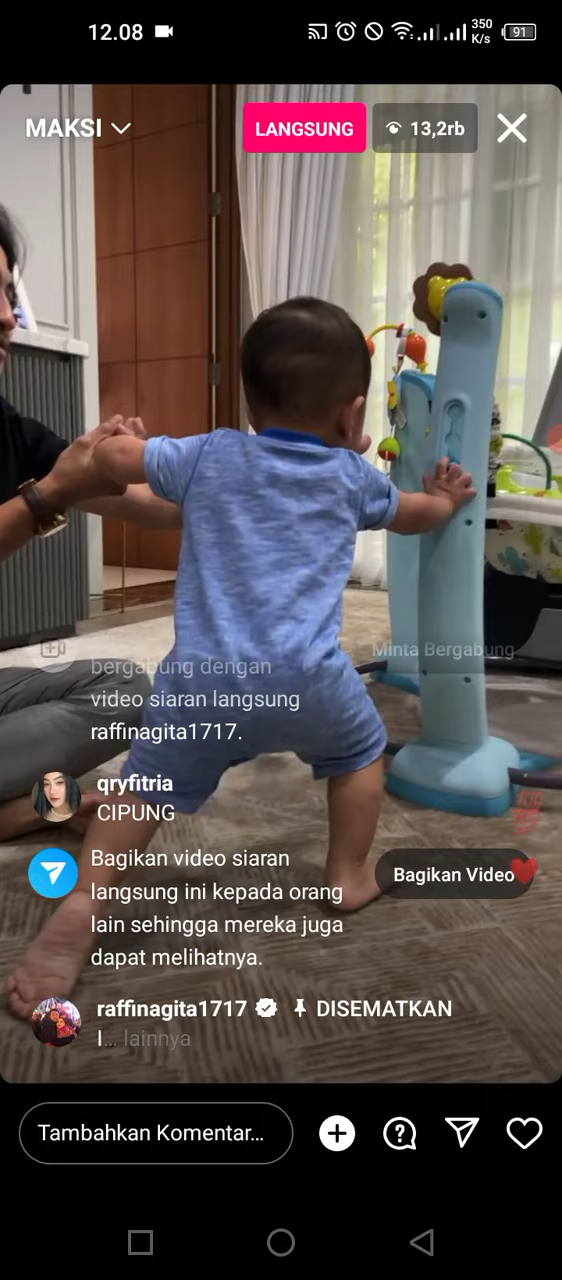 12.08
350
K/s
91
MAKSI
LANGSUNG
13,2rb
Minta Bergabung
bergabung dengan
video siaran langsung
raffinagita1717.
qryfitria
CIPUNG
Bagikan video siaran
langsung ini kepada orang
lain sehingga mereka juga
dapat melihatnya.
Bagikan Video
raffinagita1717 DISEMATKAN
I... lainnya
Tambahkan Komentar...